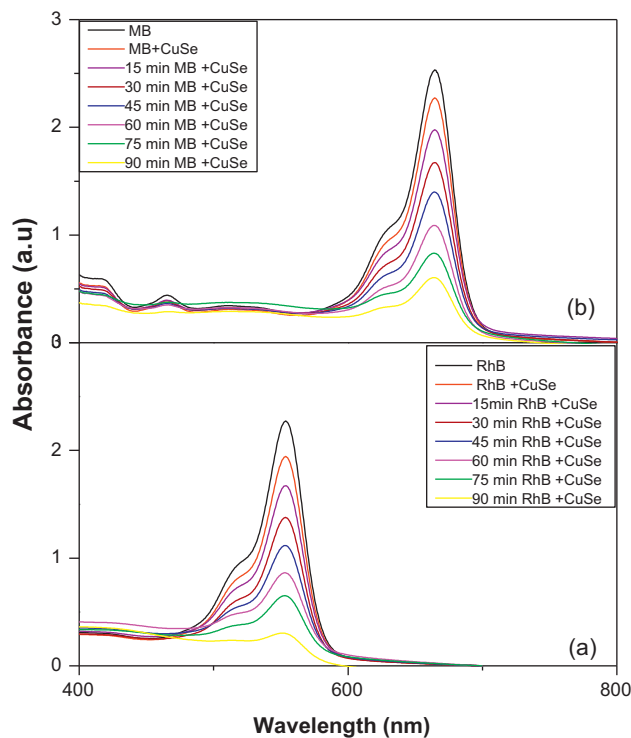 3
MB
MB+CuSe
15 min MB +CuSe
30 min MB +CuSe
45 min MB +CuSe
60 min MB +CuSe
75 min MB +CuSe
90 min MB +CuSe
2
1
(b)
Absorbance (a.u)
3
RhB
RhB +CuSe
15min RhB +CuSe
30 min RhB +CuSe
45 min RhB +CuSe
60 min RhB +CuSe
75 min RhB +CuSe
90 min RhB +CuSe
2
1
(a)
0
400
600
800
Wavelength (nm)